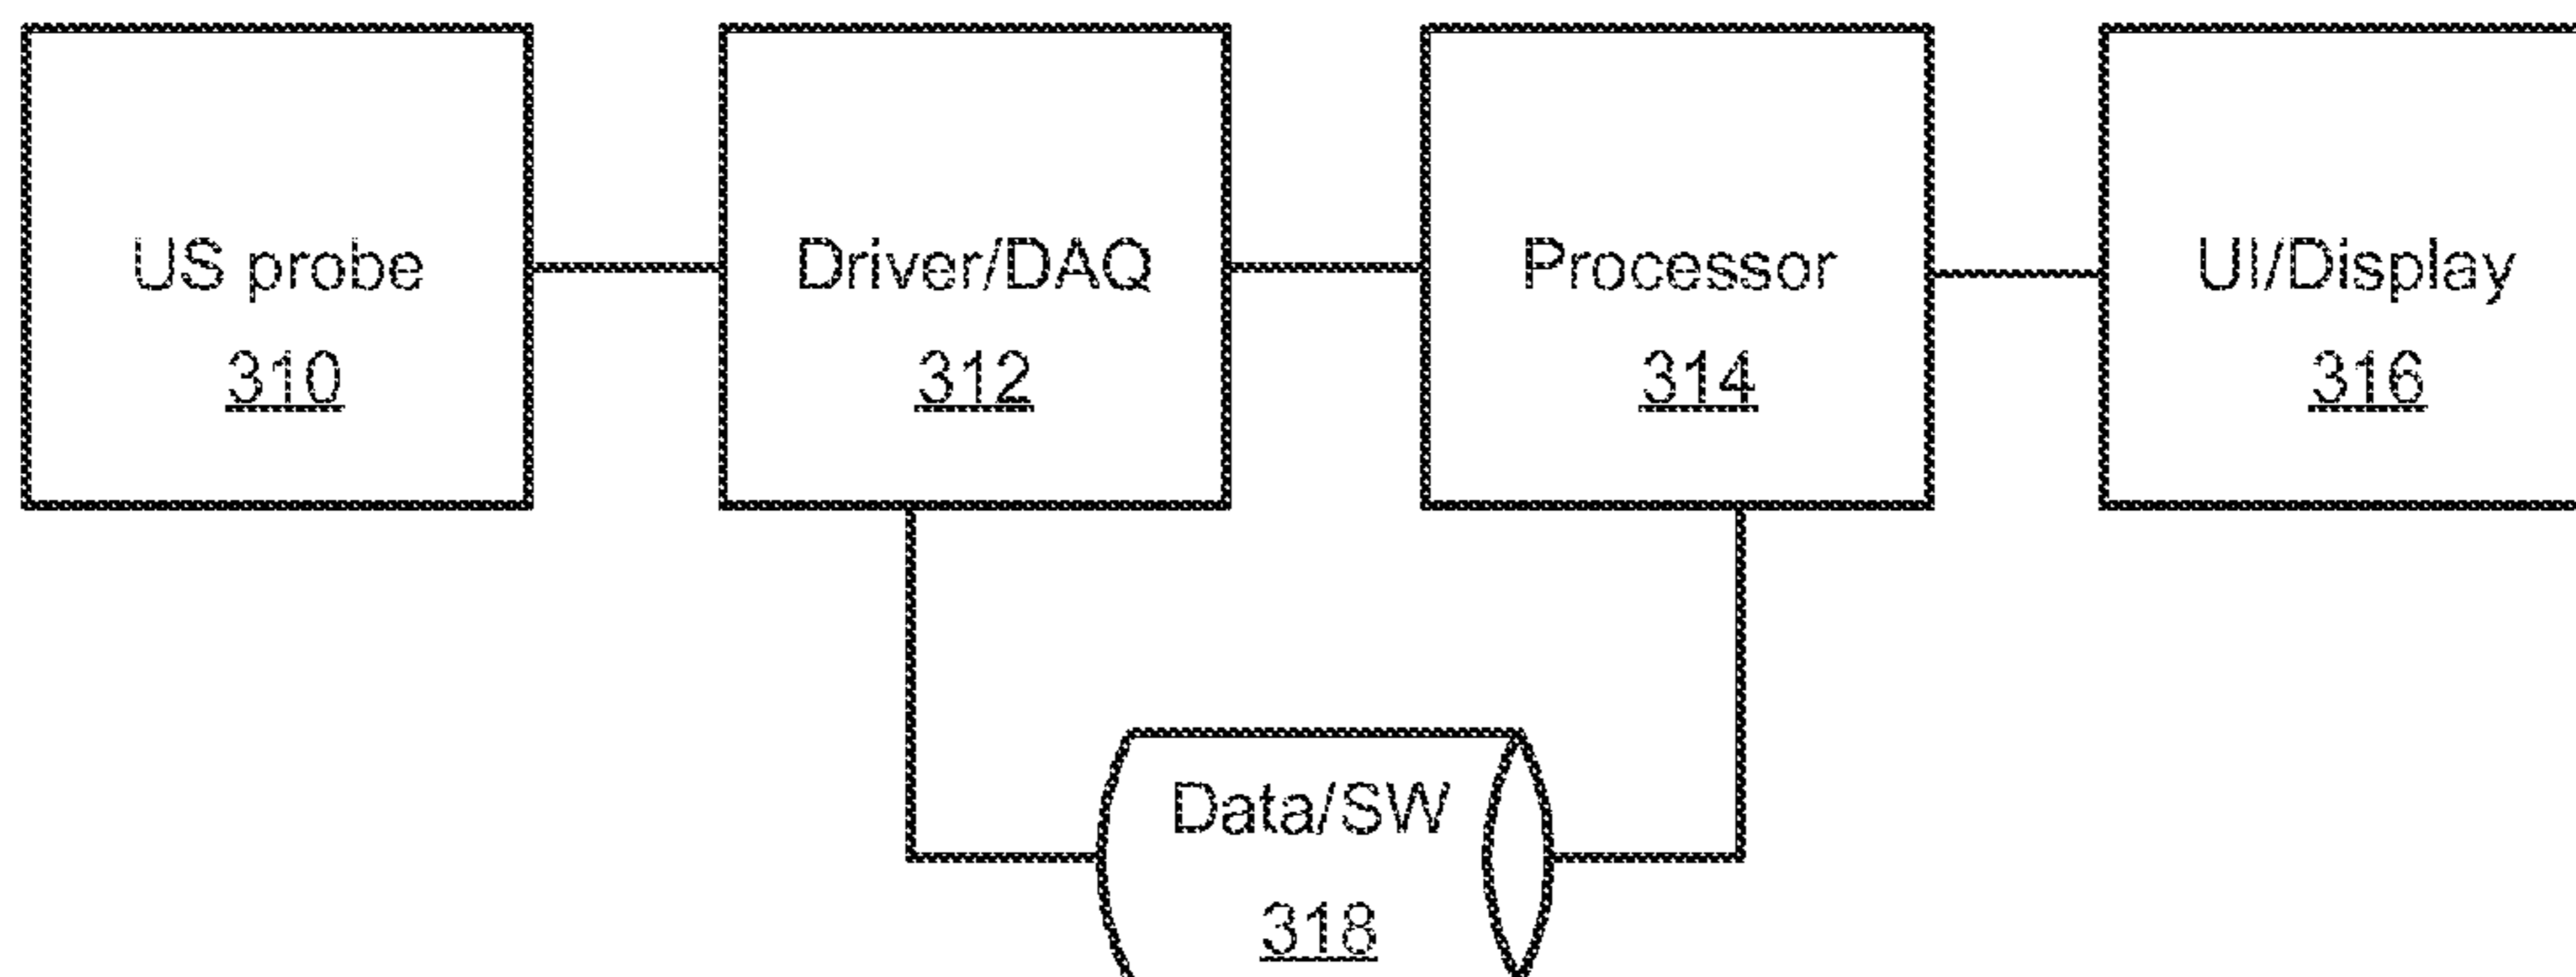 US probe
310
Driver/DAQ
312
Processor
314
UI/Display
316
Data/SW
318